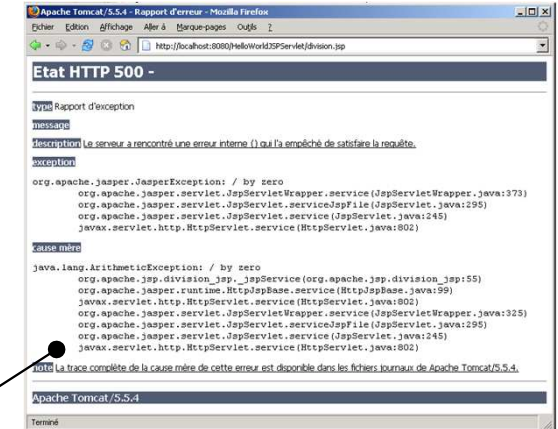 Apache Tomcat/5.5.4 - Rapport d'erreur - Mozilla Firefox
Fichier Edition Affichage Aller à Marque-pages Outils ?
http://localhost:8080/HelloWorldJSPServlet/division.jsp
Etat HTTP 500 -
type Rapport d'exception
message
description Le serveur a rencontré une erreur interne () qui l'a empêché de satisfaire la requête.
exception
org.apache.jasper.JasperException: / by zero
org.apache.jasper.servlet.JspServletWrapper.service(JspServletWrapper.java:373)
org.apache.jasper.servlet.JspServlet.serviceJspFile(JspServlet.java:295)
org.apache.jasper.servlet.JspServlet.service(JspServlet.java:245)
javax.servlet.http.HttpServlet.service(HttpServlet.java:802)
cause mère
java.lang.ArithmeticException: / by zero
org.apache.jsp.division_jsp._jspService(org.apache.jsp.division_jsp:55)
org.apache.jasper.runtime.HttpJspBase.service(HttpJspBase.java:99)
javax.servlet.http.HttpServlet.service(HttpServlet.java:802)
org.apache.jasper.servlet.JspServletWrapper.service(JspServletWrapper.java:325)
org.apache.jasper.servlet.JspServlet.serviceJspFile(JspServlet.java:295)
org.apache.jasper.servlet.JspServlet.service(JspServlet.java:245)
javax.servlet.http.HttpServlet.service(HttpServlet.java:802)
note La trace complète de la cause mère de cette erreur est disponible dans les fichiers journaux de Apache Tomcat/5.5.4.
Apache Tomcat/5.5.4
Terminé